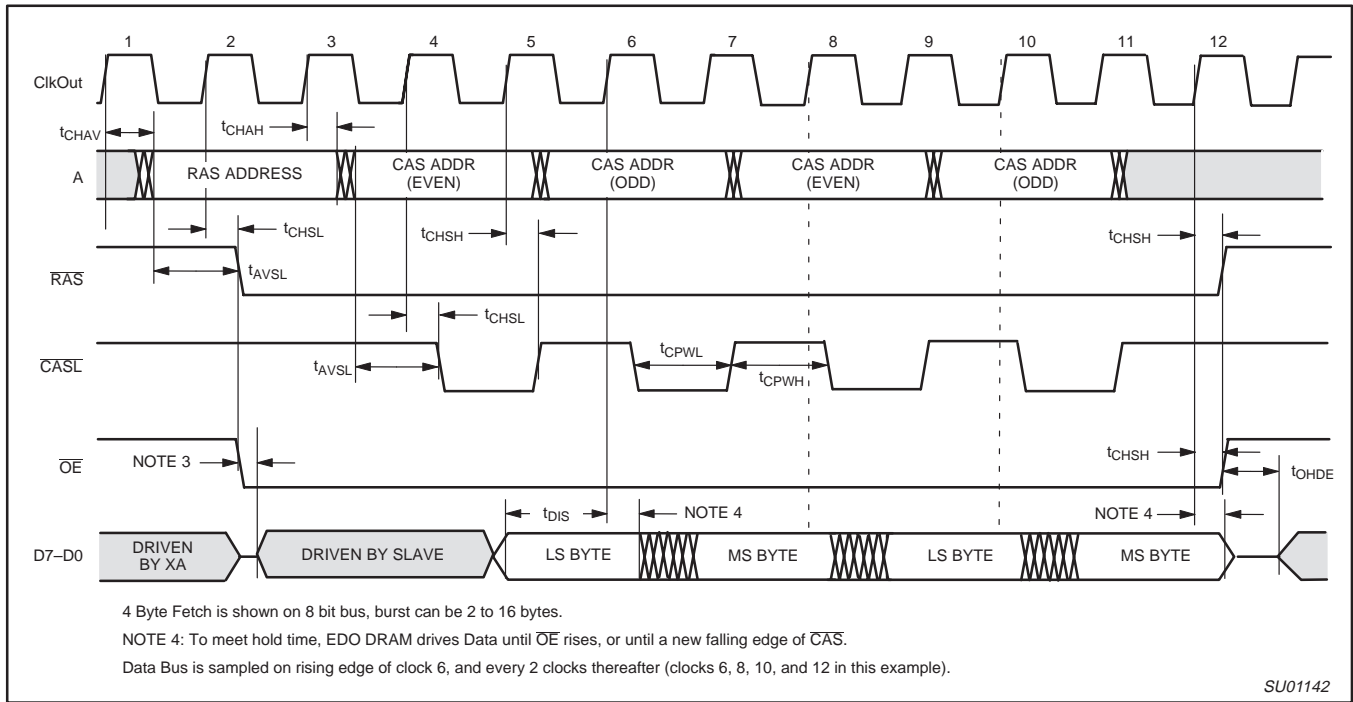 1 2 3 4 5 6 7 8 9 10 11 12
ClkOut
tCHAV
tCHAH
A
RAS ADDRESS
CAS ADDR
(EVEN)
CAS ADDR
(ODD)
CAS ADDR
(EVEN)
CAS ADDR
(ODD)
tCHSL
tCHSH
tCHSH
RAS
tAVSL
tCHSL
CASL
tAVSL
tCPWL
tCPWH
OE
NOTE 3
tCHSH
tOHDE
tDIS
NOTE 4
NOTE 4
D7–D0
DRIVEN
BY XA
DRIVEN BY SLAVE
LS BYTE
MS BYTE
LS BYTE
MS BYTE
4 Byte Fetch is shown on 8 bit bus, burst can be 2 to 16 bytes.
NOTE 4: To meet hold time, EDO DRAM drives Data until OE rises, or until a new falling edge of CAS.
Data Bus is sampled on rising edge of clock 6, and every 2 clocks thereafter (clocks 6, 8, 10, and 12 in this example).
SU01142